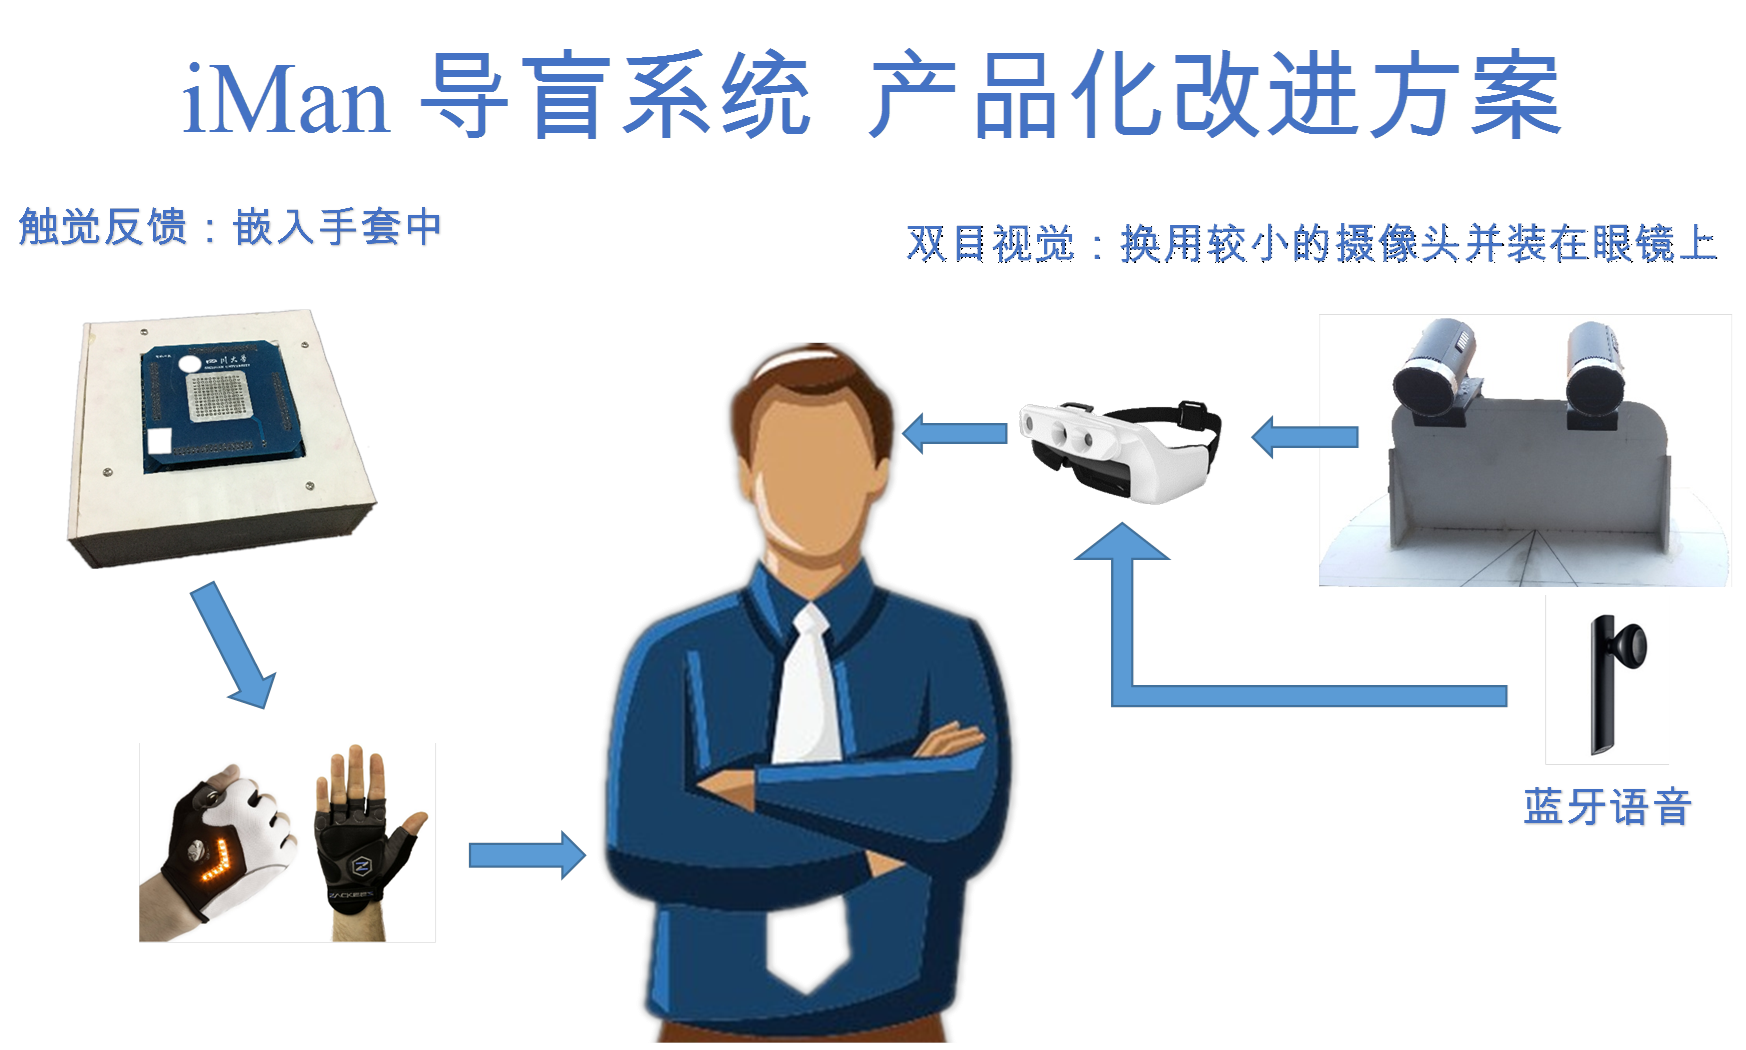 iMan 导盲系统 产品化改进方案
触觉反馈：嵌入手套中
双目视觉：换用较小的摄像头并装在眼镜上
川大学
ZACKEES
蓝牙语音